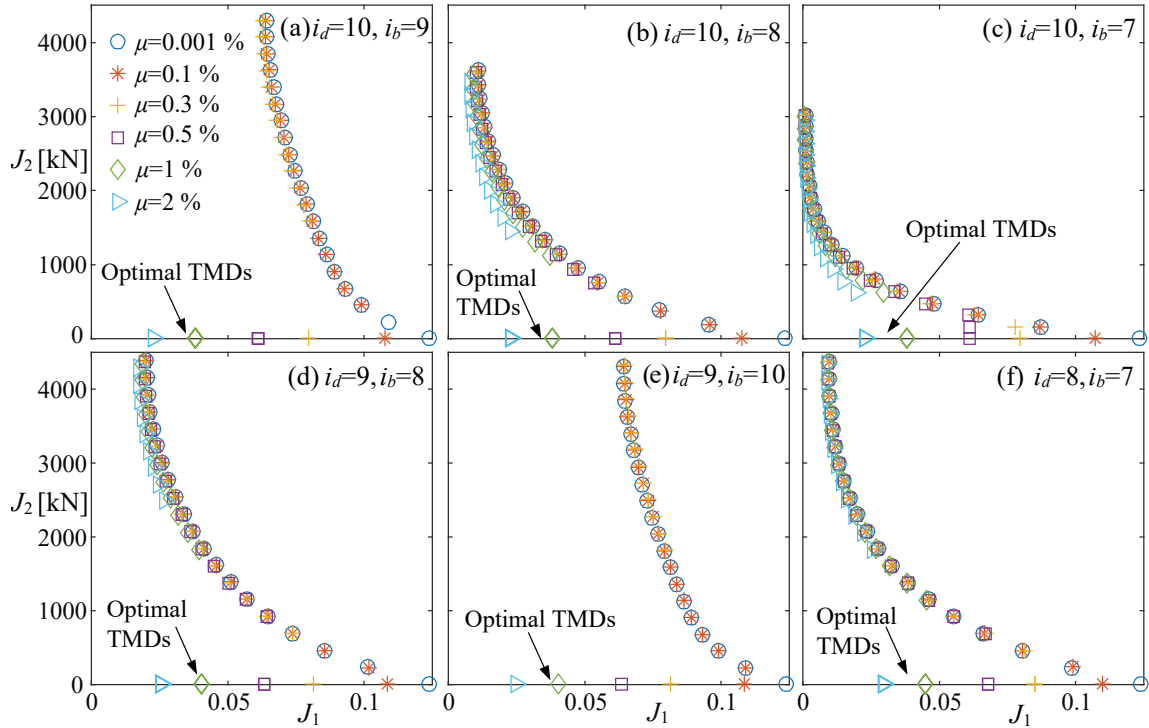 (a) i_d=10, i_b=9
(b) i_d=10, i_b=8
(c) i_d=10, i_b=7
4000
3000
J_2 [kN]
2000
1000
0
μ=0.001 %
μ=0.1 %
μ=0.3 %
μ=0.5 %
μ=1 %
μ=2 %
Optimal TMDs
Optimal
TMDs
Optimal TMDs
(d) i_d=9, i_b=8
(e) i_d=9, i_b=10
(f) i_d=8, i_b=7
4000
3000
J_2 [kN]
2000
1000
0
Optimal
TMDs
Optimal TMDs
Optimal
TMDs
0 0.05 0.1
0 0.05 0.1
0 0.05 0.1
J_1 J_1 J_1